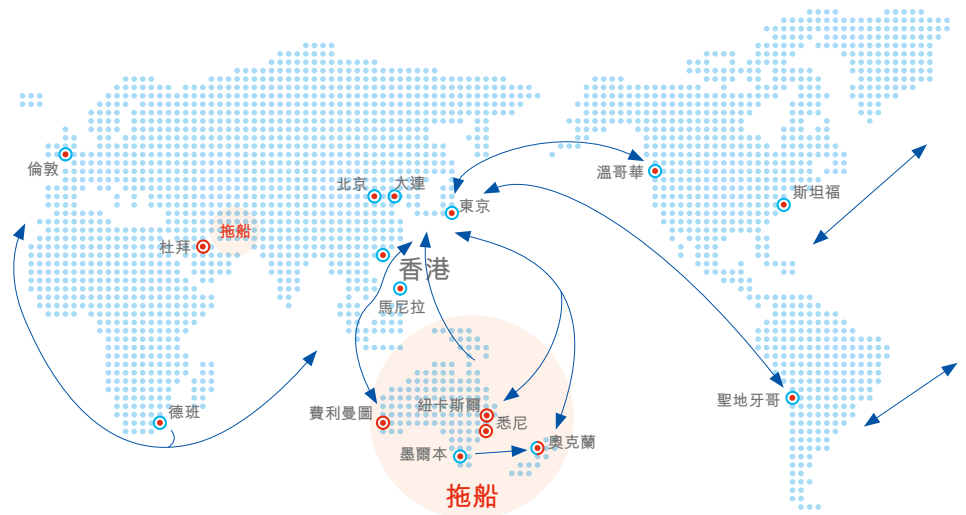 倫敦
北京
大連
溫哥華
斯坦福
東京
拖船
杜拜
香港
馬尼拉
德班
費利曼圖
紐卡斯爾
聖地牙哥
悉尼
奧克蘭
墨爾本
拖船